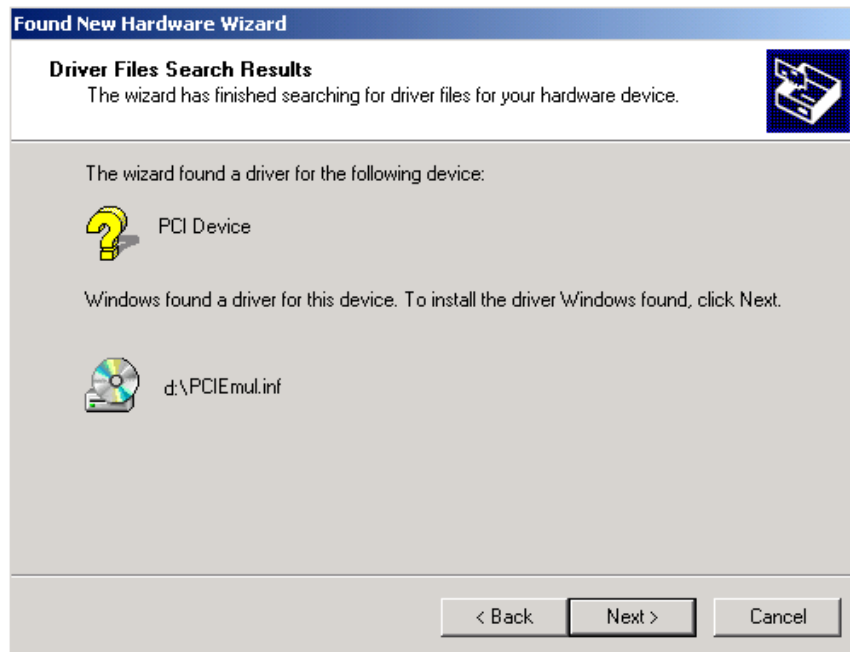 Found New Hardware Wizard
Driver Files Search Results
The wizard has finished searching for driver files for your hardware device.
The wizard found a driver for the following device:
PCI Device
Windows found a driver for this device. To install the driver Windows found, click Next.
d:\PCIEmul.inf
< Back
Next >
Cancel